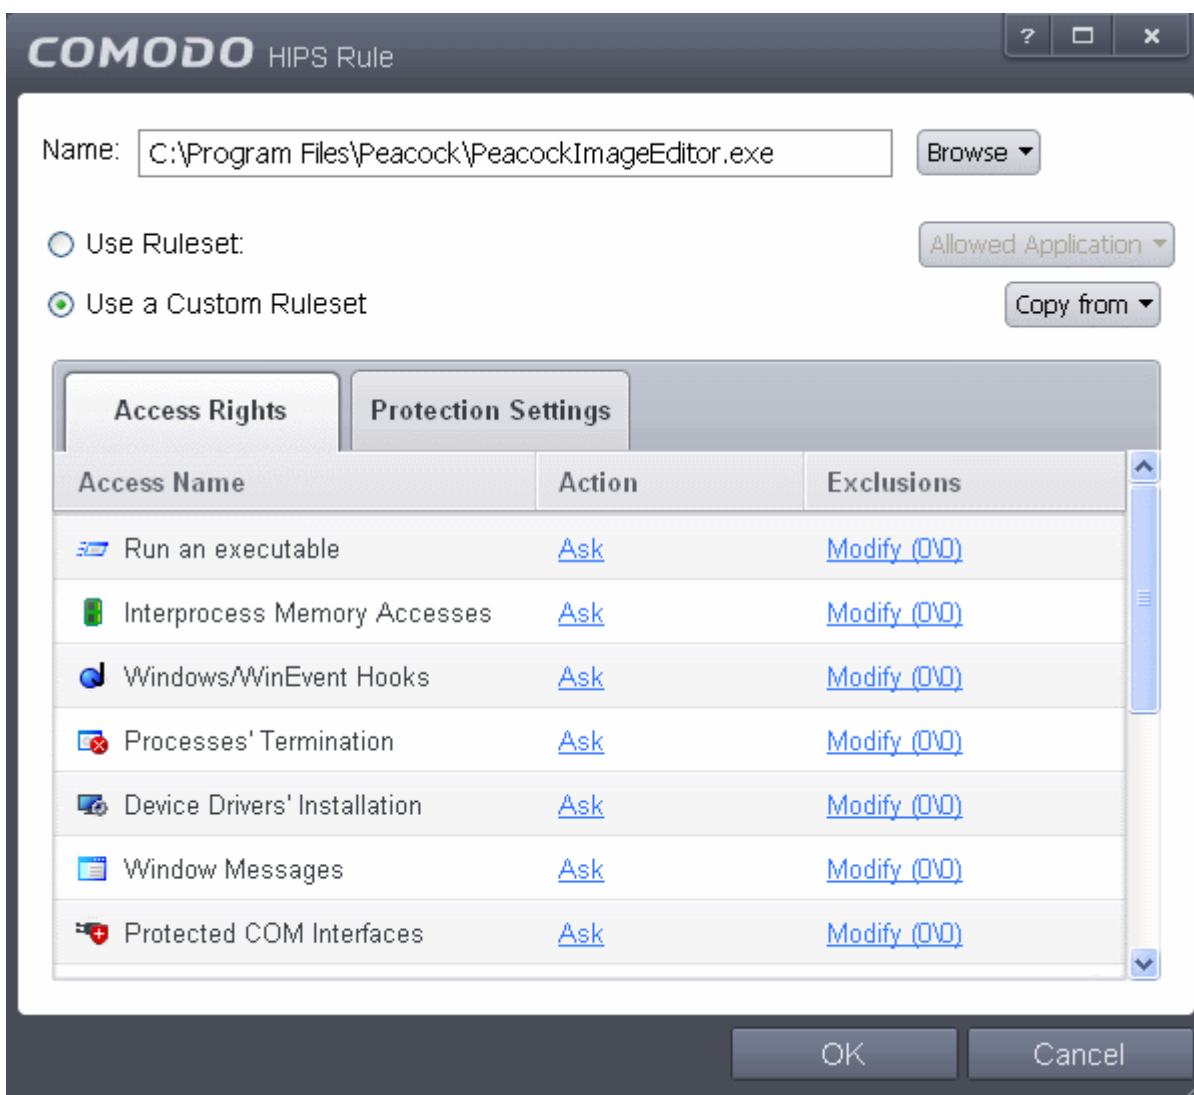 COMODO HIPS Rule ?
Name: C:\Program Files\Peacock\PeacockImageEditor.exe Browse
Use Ruleset: Allowed Application
Use a Custom Ruleset Copy from
Access Rights Protection Settings
Access Name Action Exclusions
Run an executable Ask Modify (0\0)
Interprocess Memory Accesses Ask Modify (0\0)
Windows/WinEvent Hooks Ask Modify (0\0)
Processes' Termination Ask Modify (0\0)
Device Drivers' Installation Ask Modify (0\0)
Window Messages Ask Modify (0\0)
Protected COM Interfaces Ask Modify (0\0)
OK Cancel